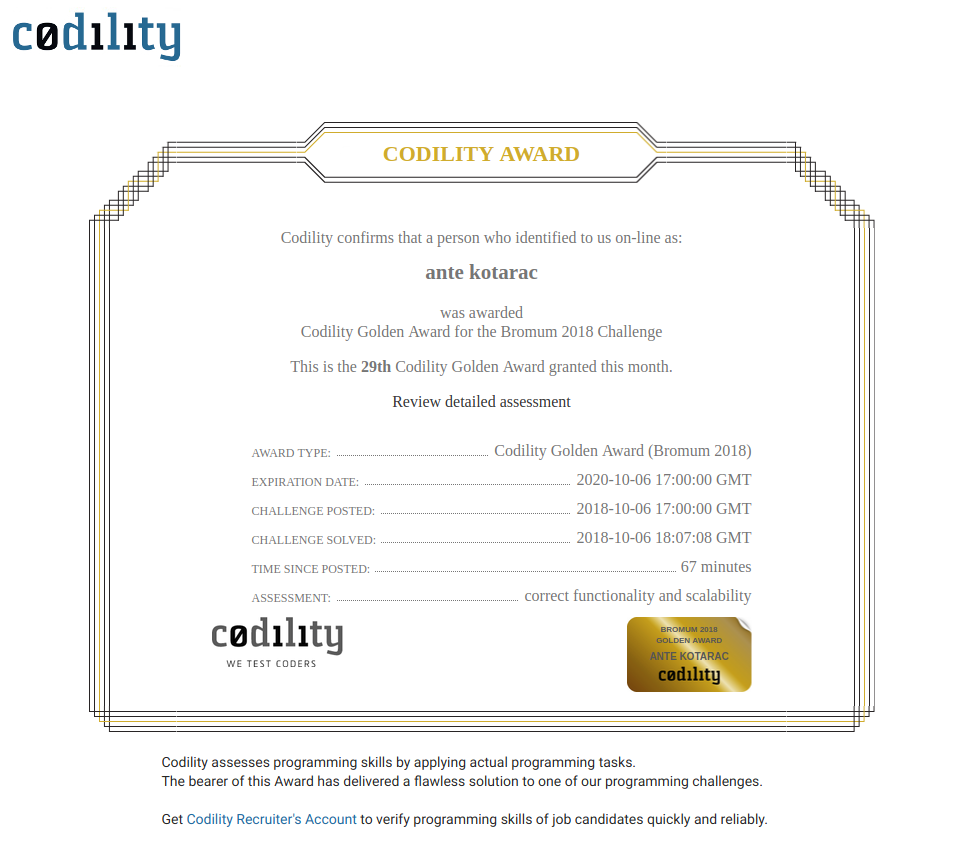 cødility
CODILITY AWARD
Codility confirms that a person who identified to us on-line as:
ante kotarac
was awarded
Codility Golden Award for the Bromum 2018 Challenge
This is the 29th Codility Golden Award granted this month.
Review detailed assessment
AWARD TYPE: Codility Golden Award (Bromum 2018)
EXPIRATION DATE: 2020-10-06 17:00:00 GMT
CHALLENGE POSTED: 2018-10-06 17:00:00 GMT
CHALLENGE SOLVED: 2018-10-06 18:07:08 GMT
TIME SINCE POSTED: 67 minutes
ASSESSMENT: correct functionality and scalability
cødility
WE TEST CODERS
BROMUM 2018
GOLDEN AWARD
ANTE KOTARAC
cødility
Codility assesses programming skills by applying actual programming tasks.
The bearer of this Award has delivered a flawless solution to one of our programming challenges.
Get Codility Recruiter's Account to verify programming skills of job candidates quickly and reliably.